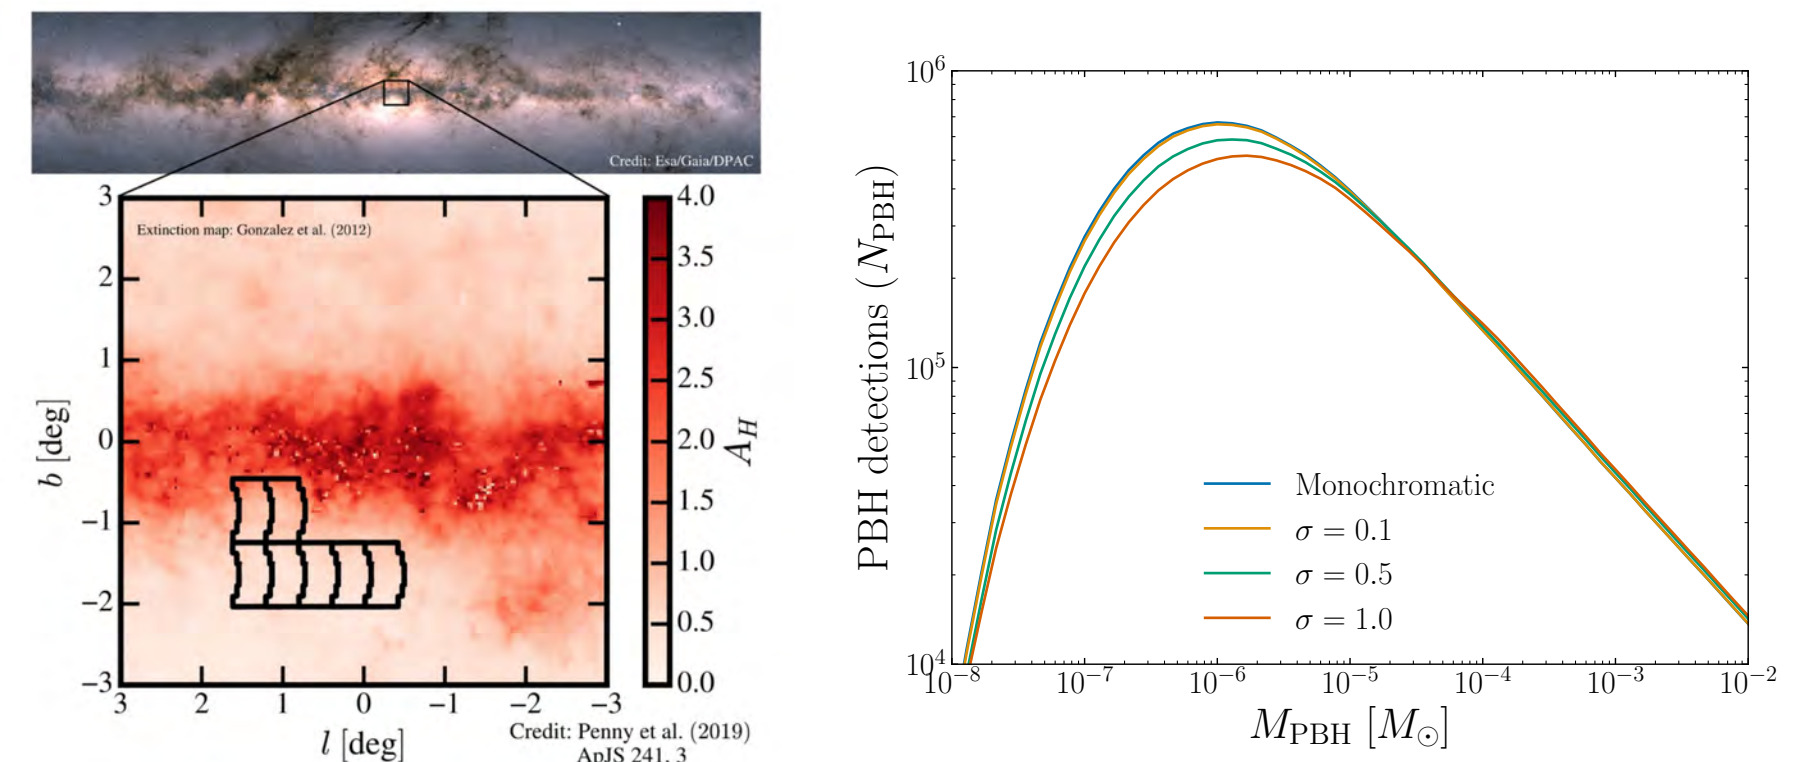 Credit: Esa/Gaia/DPAC
Extinction map: Gonzalez et al. (2012)
3
2
1
0
−1
−2
−3
b [deg]
3 2 1 0 −1 −2 −3
l [deg]
4.0
3.5
3.0
2.5
2.0
1.5
1.0
0.5
0.0
A_H
Credit: Penny et al. (2019)
ApJS 241, 3
10^6
10^5
10^4
PBH detections (N_PBH)
Monochromatic
σ = 0.1
σ = 0.5
σ = 1.0
10^−8 10^−7 10^−6 10^−5 10^−4 10^−3 10^−2
M_PBH [M_⊙]